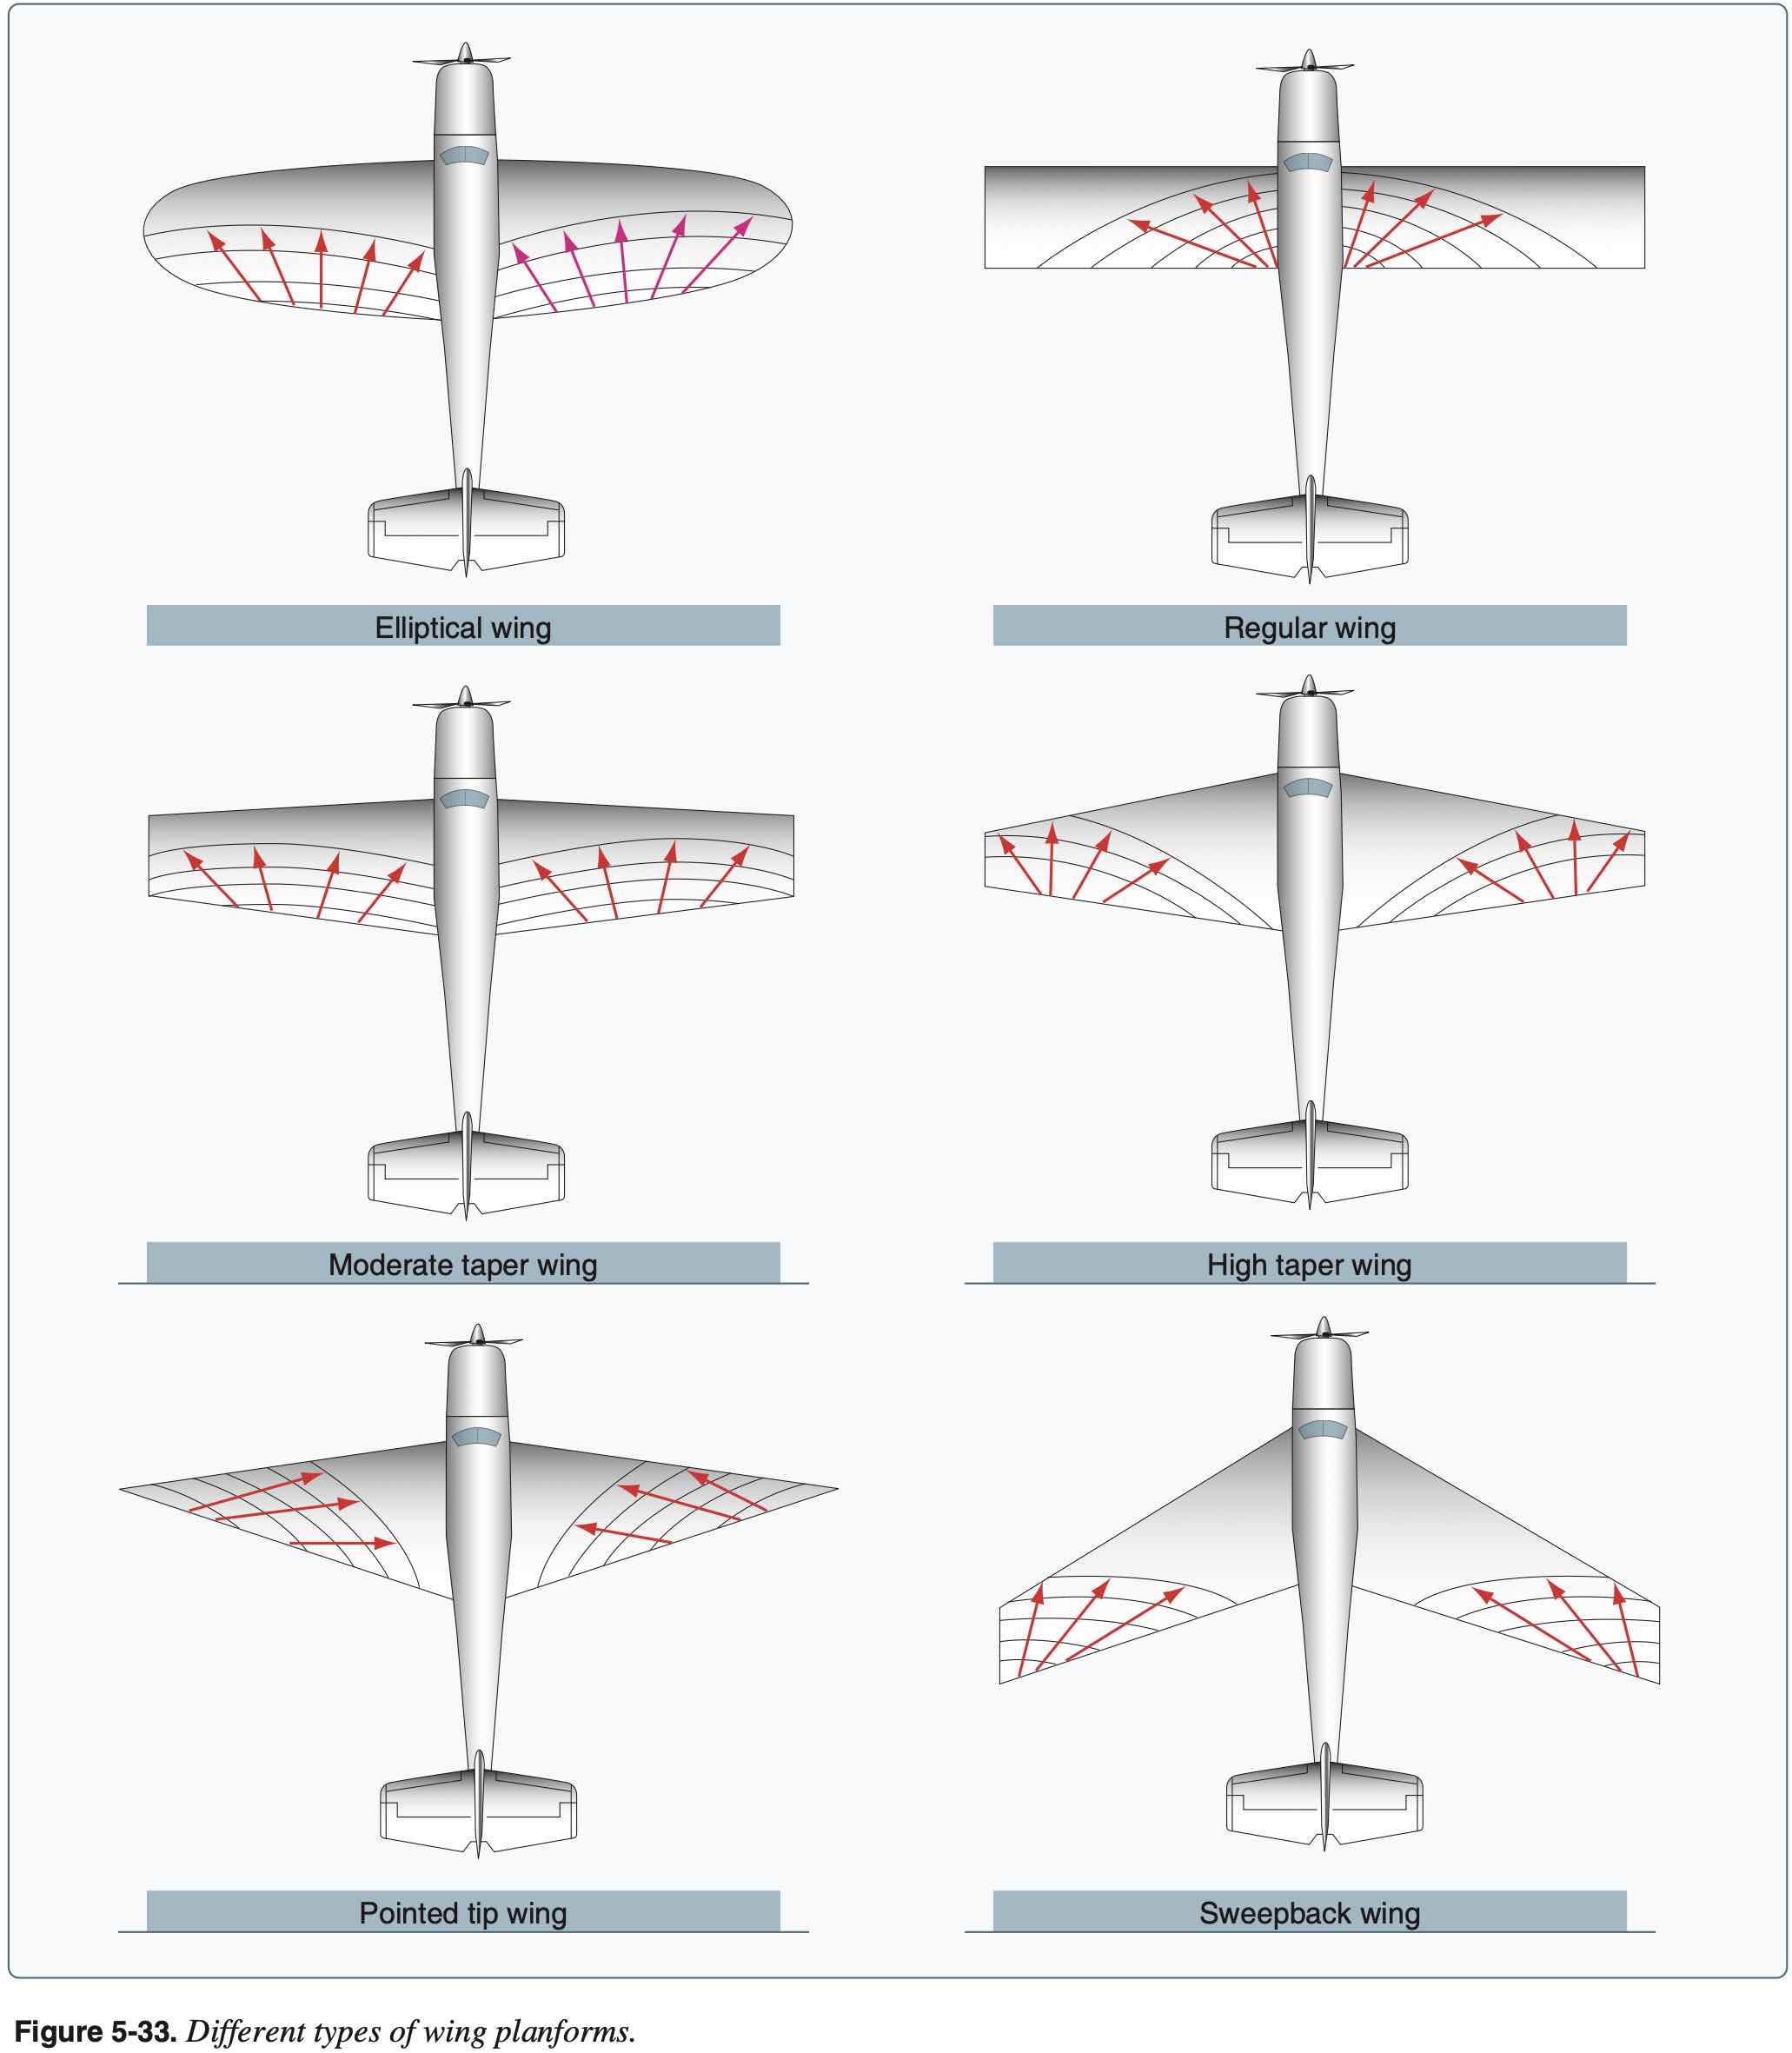 Elliptical wing
Regular wing
Moderate taper wing
High taper wing
Pointed tip wing
Sweepback wing
Figure 5-33. Different types of wing planforms.